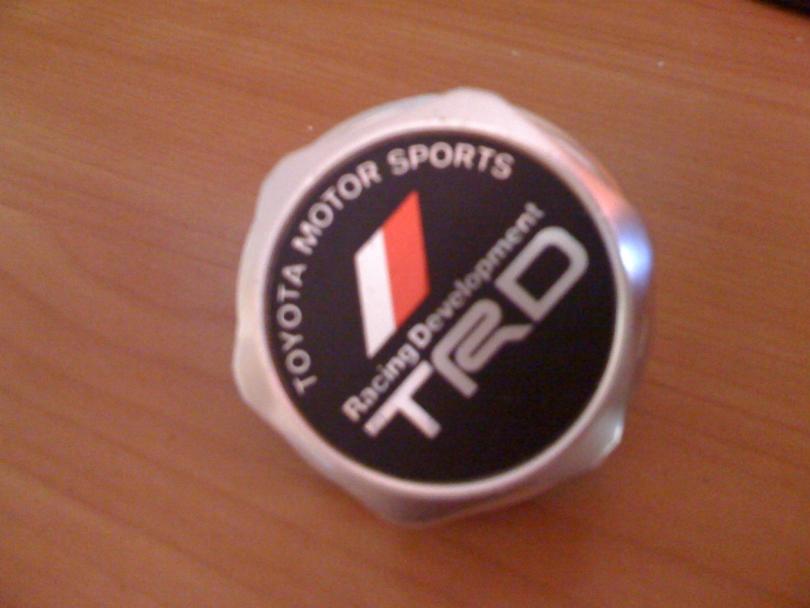 TOYOTA MOTOR SPORTS
Racing Development
TRD